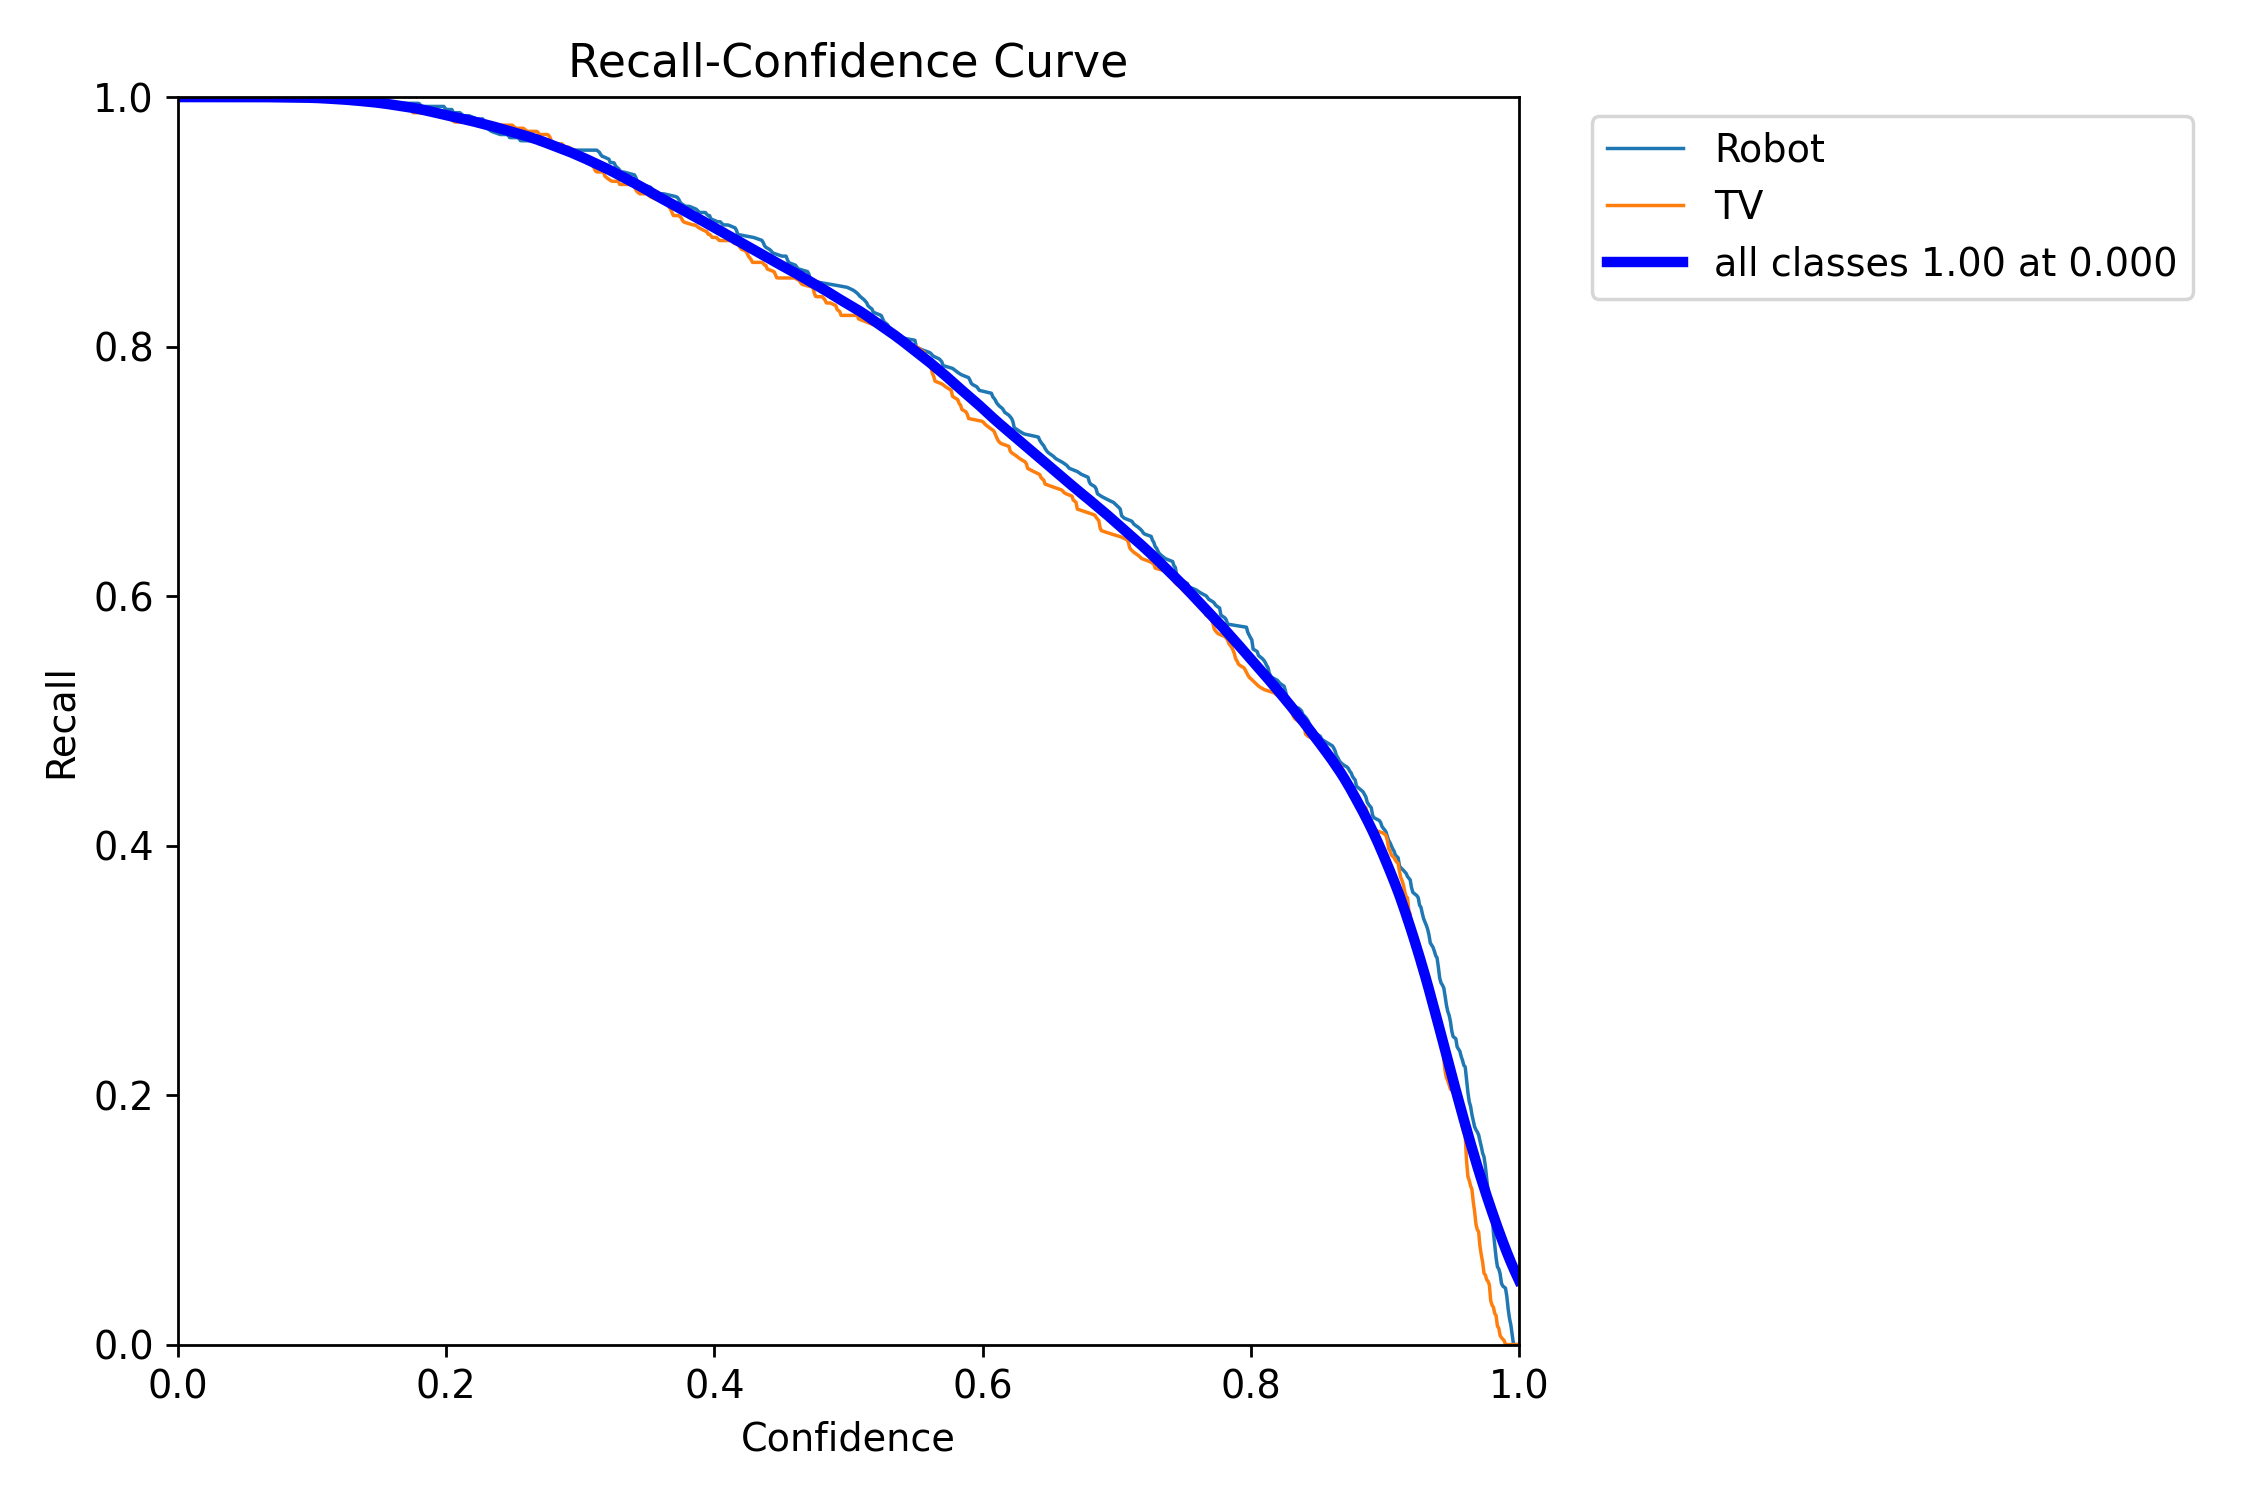 Recall-Confidence Curve
1.0
0.8
0.6
0.4
0.2
0.0
Recall
0.0 0.2 0.4 0.6 0.8 1.0
Confidence
Robot
TV
all classes 1.00 at 0.000